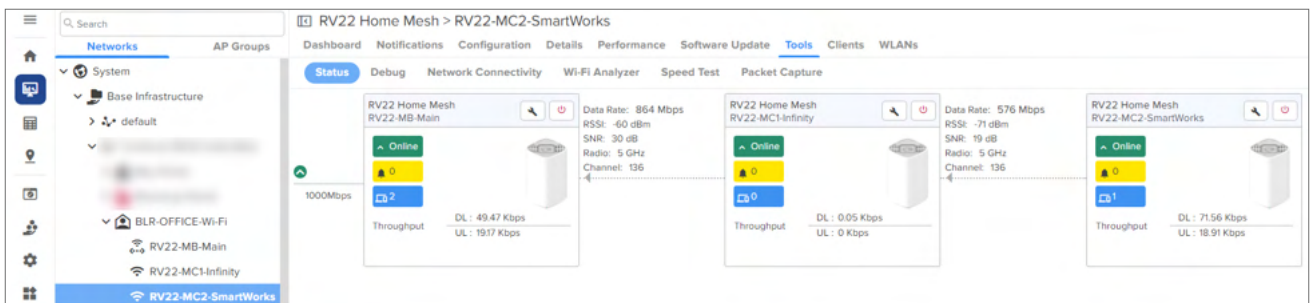 RV22 Home Mesh > RV22-MC2-SmartWorks
Search
Networks AP Groups
Dashboard Notifications Configuration Details Performance Software Update Tools Clients WLANs
Status Debug Network Connectivity Wi-Fi Analyzer Speed Test Packet Capture
System
Base Infrastructure
default
BLR-OFFICE-Wi-Fi
RV22-MB-Main
RV22-MC1-Infinity
RV22-MC2-SmartWorks
1000Mbps
RV22 Home Mesh
RV22-MB-Main
Online
0
2
Throughput
DL : 49.47 Kbps
UL : 19.17 Kbps
Data Rate: 864 Mbps
RSSI: -60 dBm
SNR: 30 dB
Radio: 5 GHz
Channel: 136
RV22 Home Mesh
RV22-MC1-Infinity
Online
0
0
Throughput
DL : 0.05 Kbps
UL : 0 Kbps
Data Rate: 576 Mbps
RSSI: -71 dBm
SNR: 19 dB
Radio: 5 GHz
Channel: 136
RV22 Home Mesh
RV22-MC2-SmartWorks
Online
0
1
Throughput
DL : 71.56 Kbps
UL : 18.91 Kbps